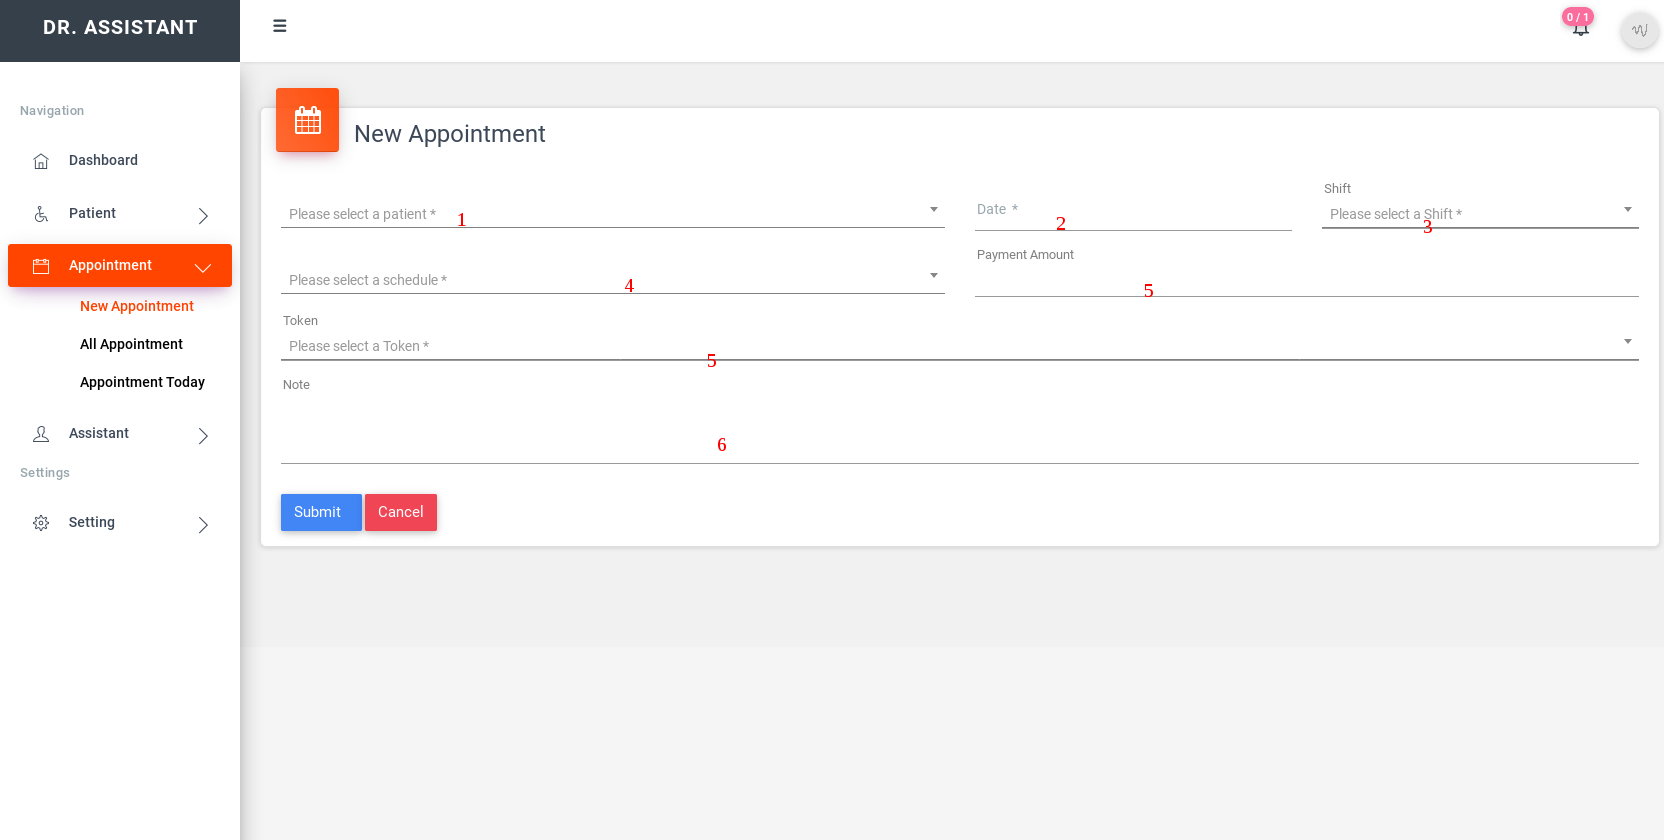 DR. ASSISTANT
0 / 1
Navigation
Dashboard
Patient
Appointment
New Appointment
All Appointment
Appointment Today
Assistant
Settings
Setting
New Appointment
Please select a patient *
1
Date *
2
Shift
Please select a Shift *
3
Please select a schedule *
4
Payment Amount
5
Token
Please select a Token *
5
Note
6
Submit
Cancel